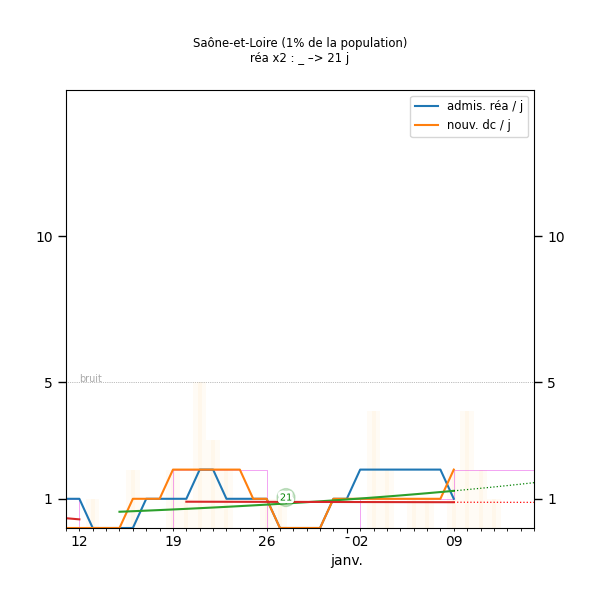 Saône-et-Loire (1% de la population)
réa x2 : _ –> 21 j
admis. réa / j
nouv. dc / j
10
10
bruit
5
5
21
1
1
12
19
26
02
09
janv.